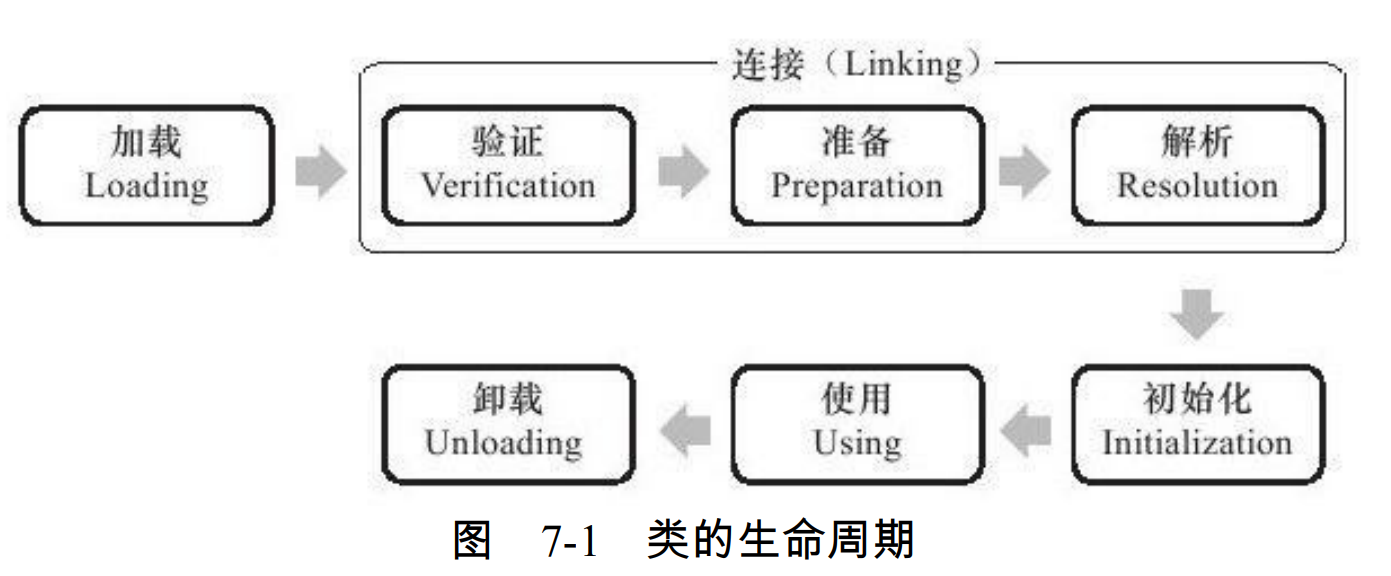 连接（Linking）
加载
Loading
验证
Verification
准备
Preparation
解析
Resolution
卸载
Unloading
使用
Using
初始化
Initialization
图 7-1 类的生命周期